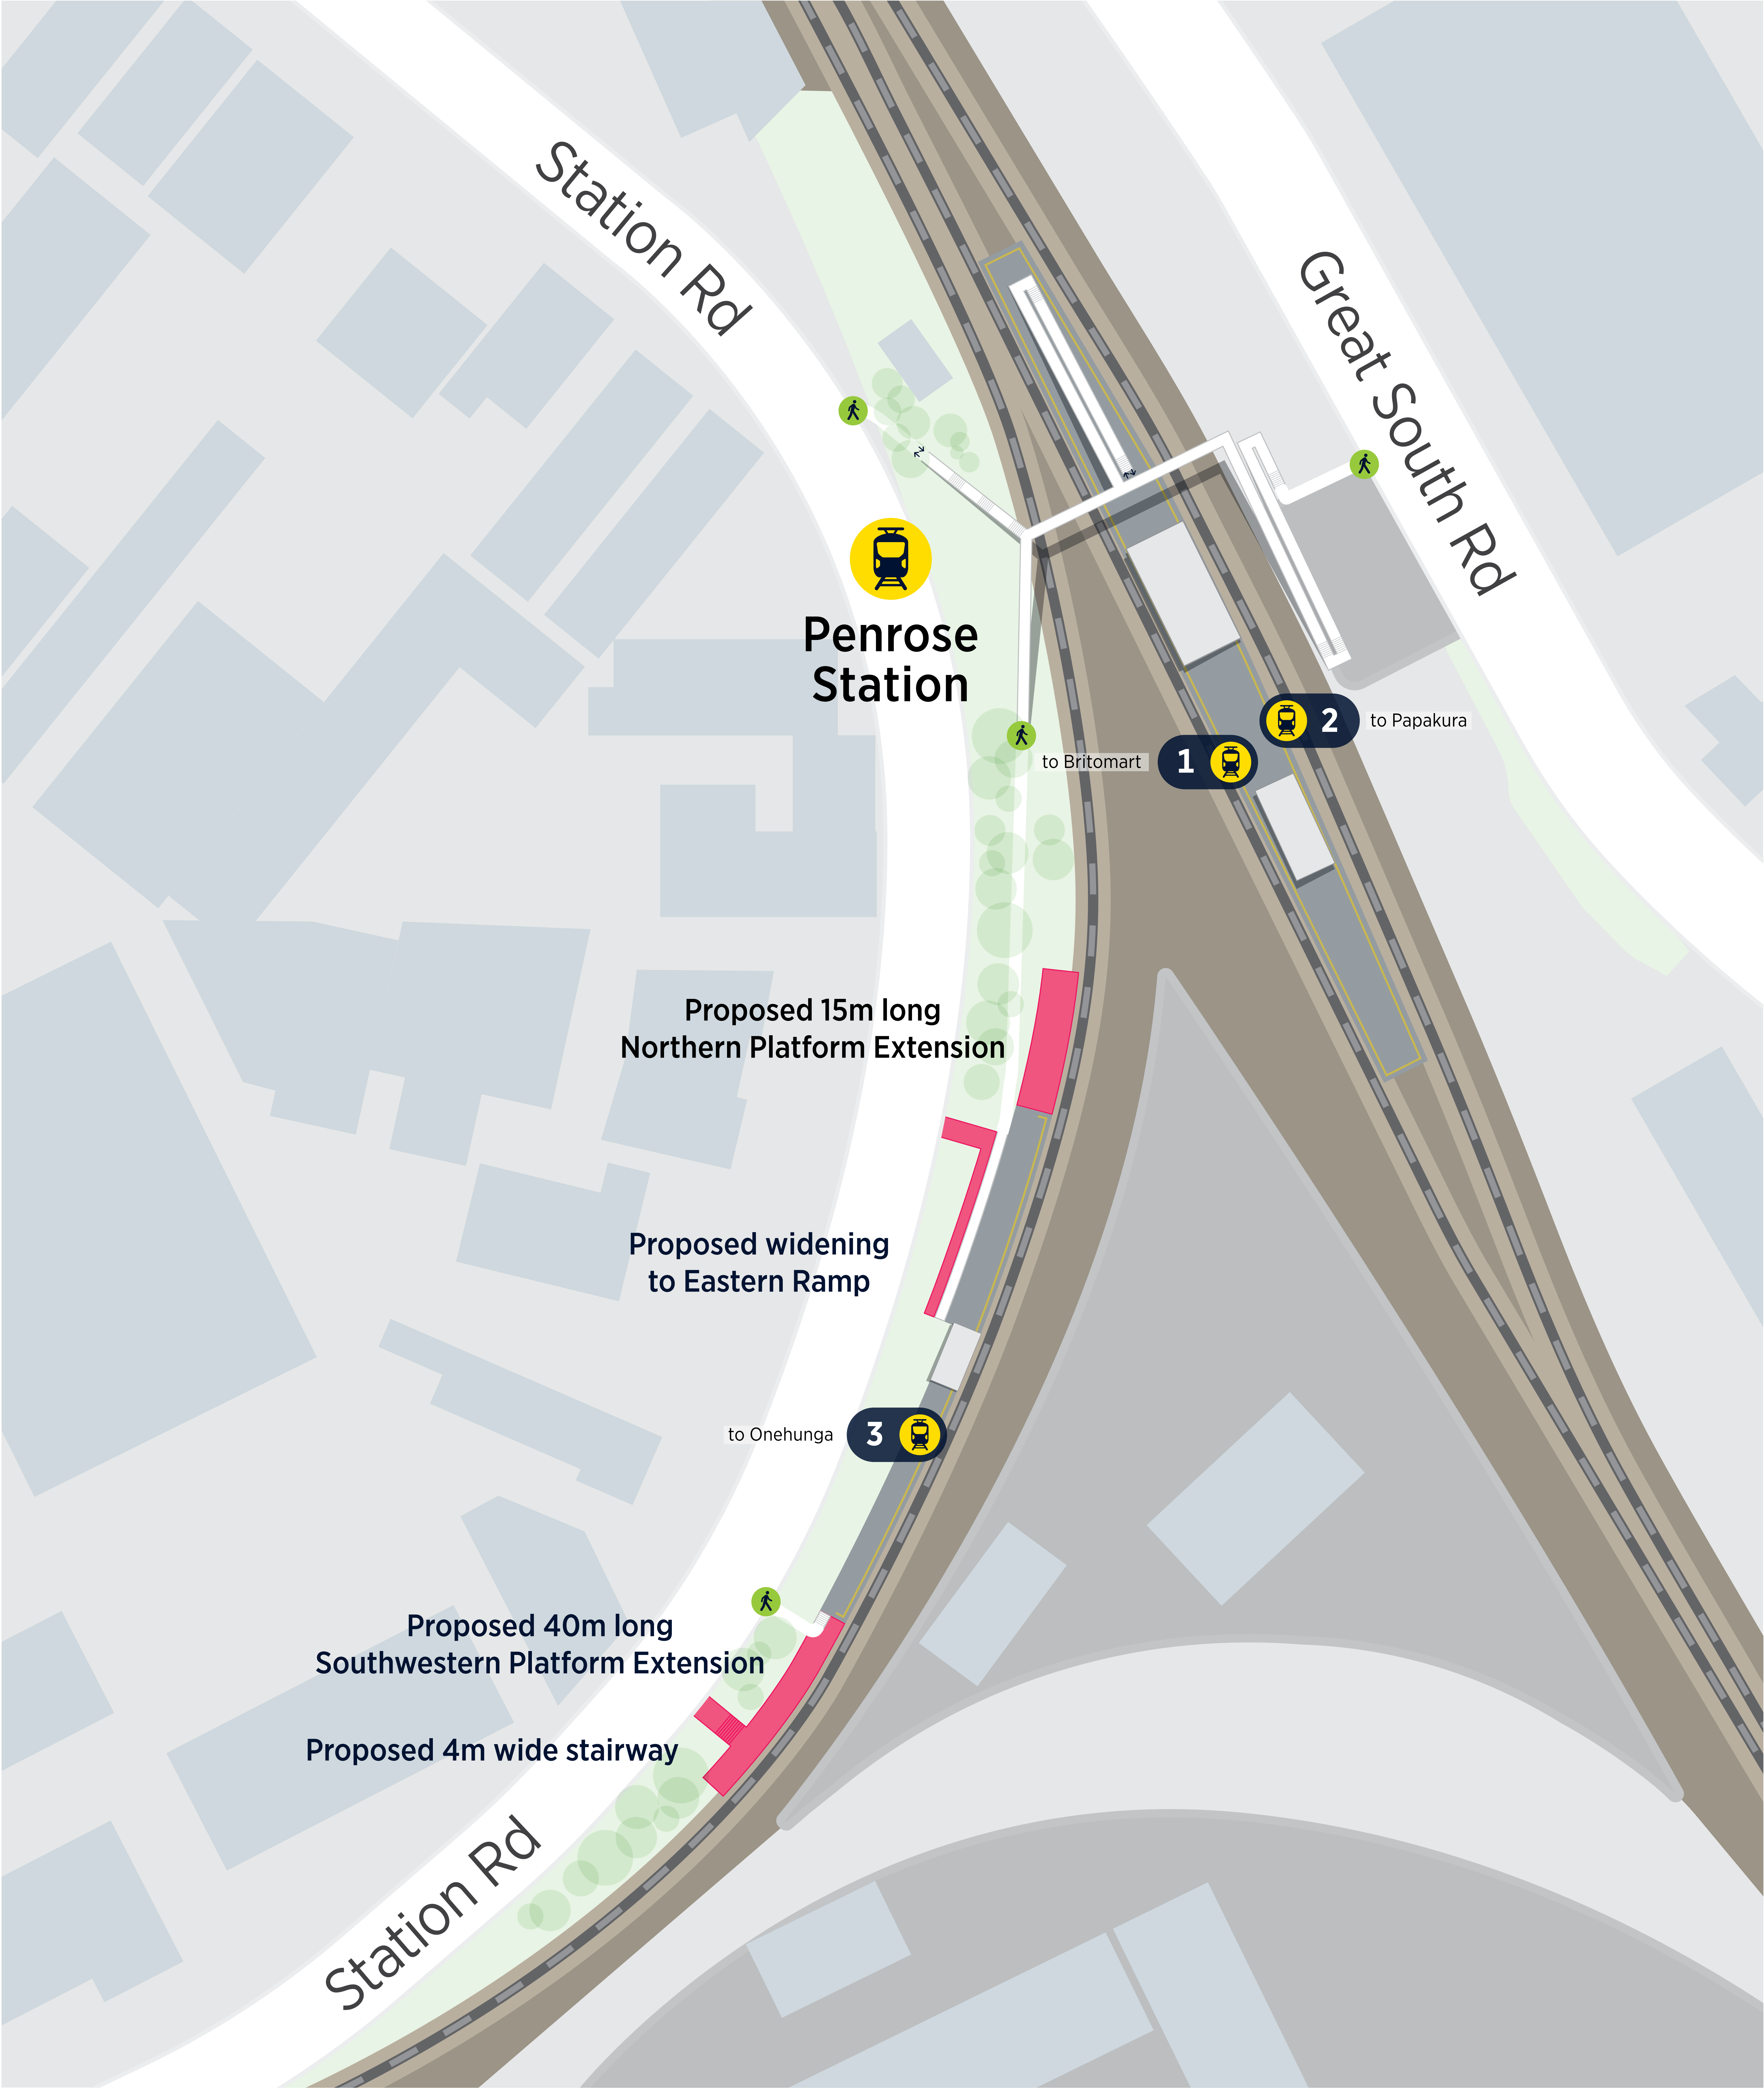 Station Rd
Great South Rd
Penrose
Station
2 to Papakura
to Britomart 1
Proposed 15m long
Northern Platform Extension
Proposed widening
to Eastern Ramp
to Onehunga 3
Proposed 40m long
Southwestern Platform Extension
Proposed 4m wide stairway
Station Rd